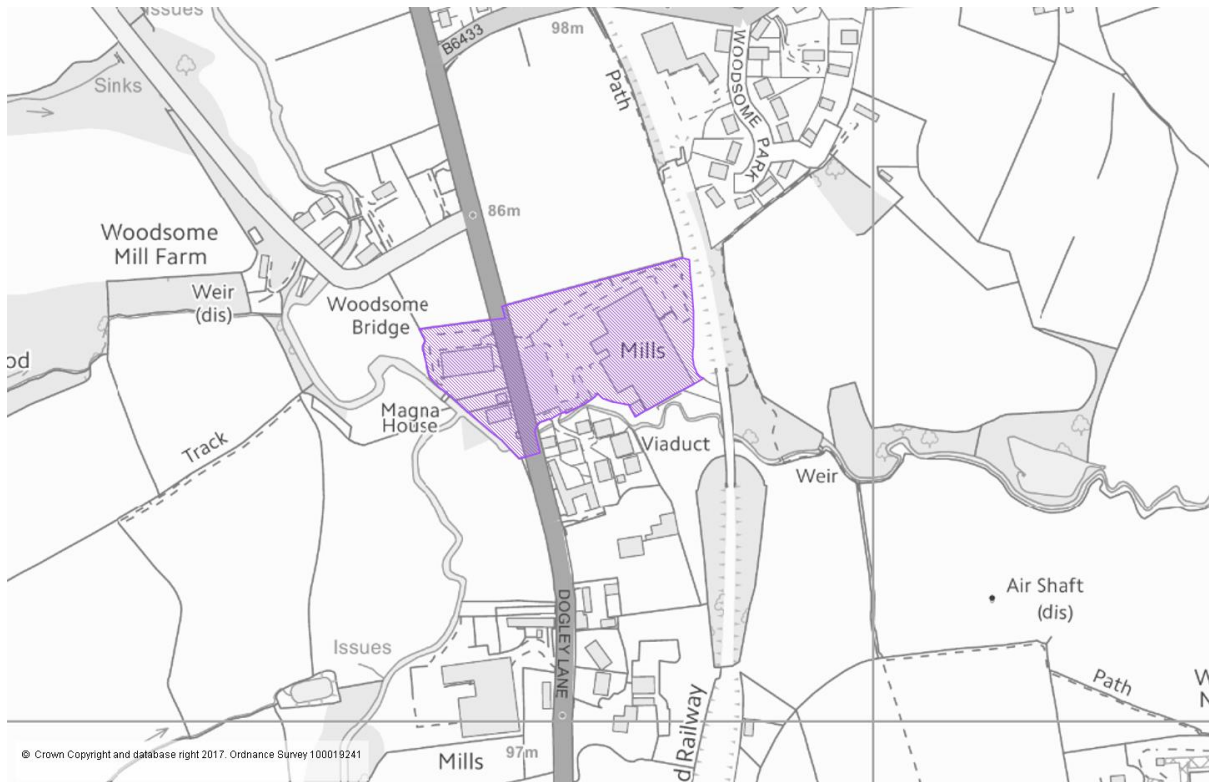 Issues
B6433
98m
WOODSOME PARK
Path
Sinks
86m
Woodsome
Mill Farm
Weir
(dis)
Woodsome
Bridge
Mills
od
Magna
House
Viaduct
Track
Weir
Air Shaft
(dis)
DOGLEY LANE
Issues
Path
W
N
d Railway
97m
Mills
© Crown Copyright and database right 2017. Ordnance Survey 100019241